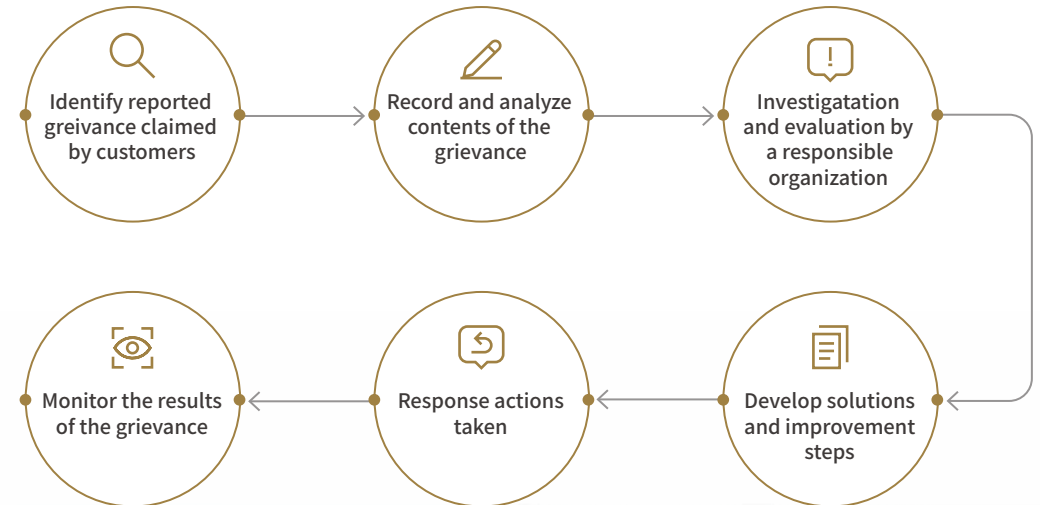 Identify reported
greivance claimed
by customers
Record and analyze
contents of the
grievance
Investigatation
and evaluation by
a responsible
organization
Develop solutions
and improvement
steps
Response actions
taken
Monitor the results
of the grievance